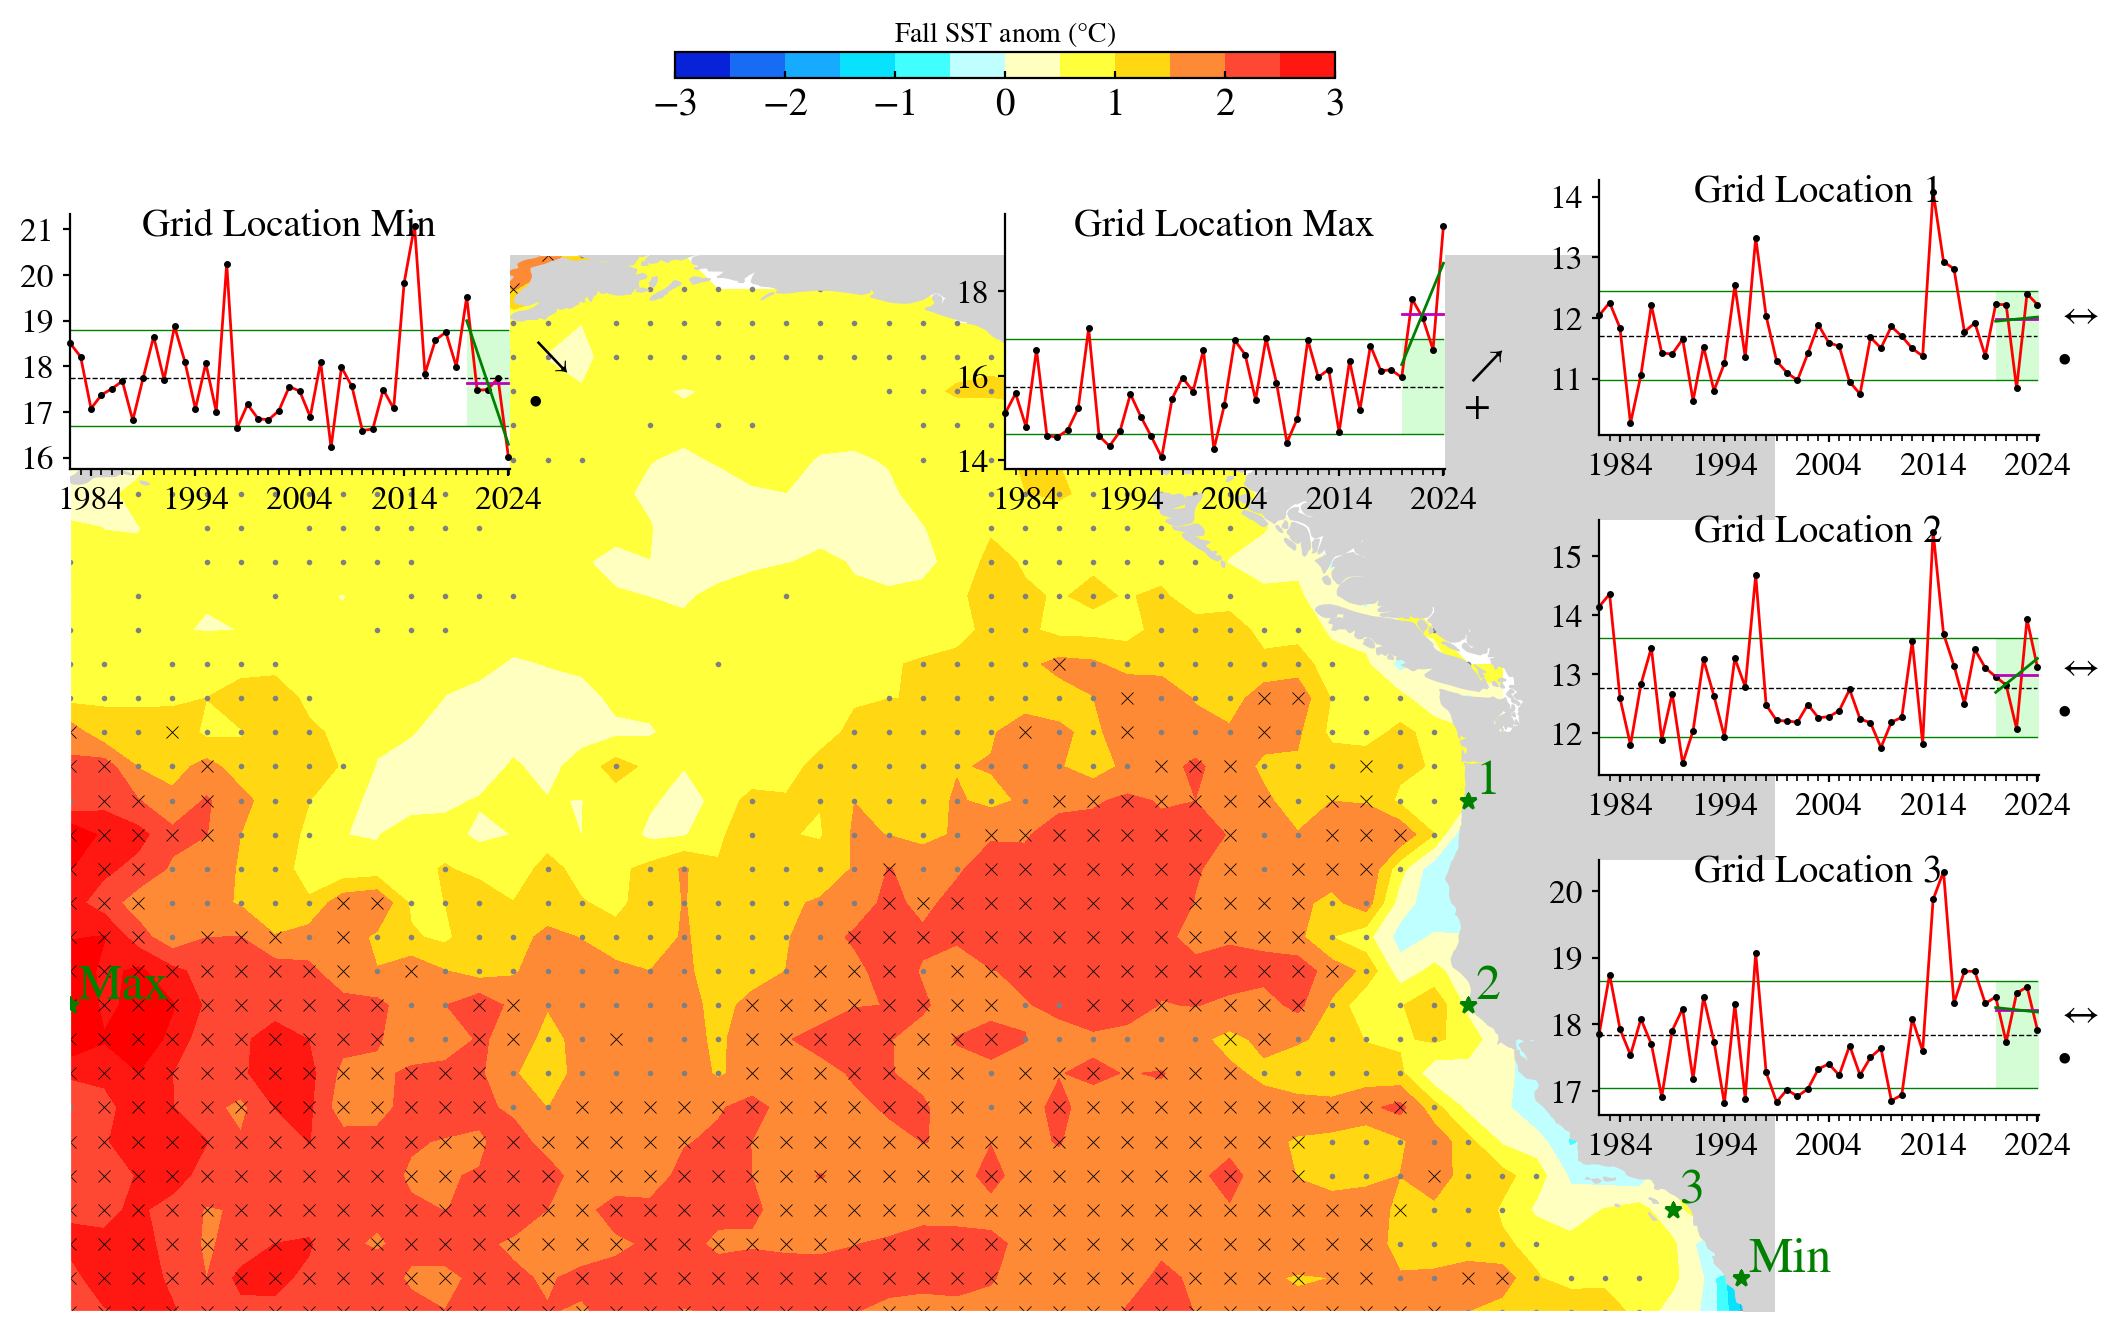 Fall SST anom (°C)
−3 −2 −1 0 1 2 3
Grid Location Min
21
20
19
18
17
16
1984 1994 2004 2014 2024
Grid Location Max
18
16
14
1984 1994 2004 2014 2024
Grid Location 1
14
13
12
11
1984 1994 2004 2014 2024
Grid Location 2
15
14
13
12
1984 1994 2004 2014 2024
Grid Location 3
20
19
18
17
1984 1994 2004 2014 2024
1
Max
2
3
Min